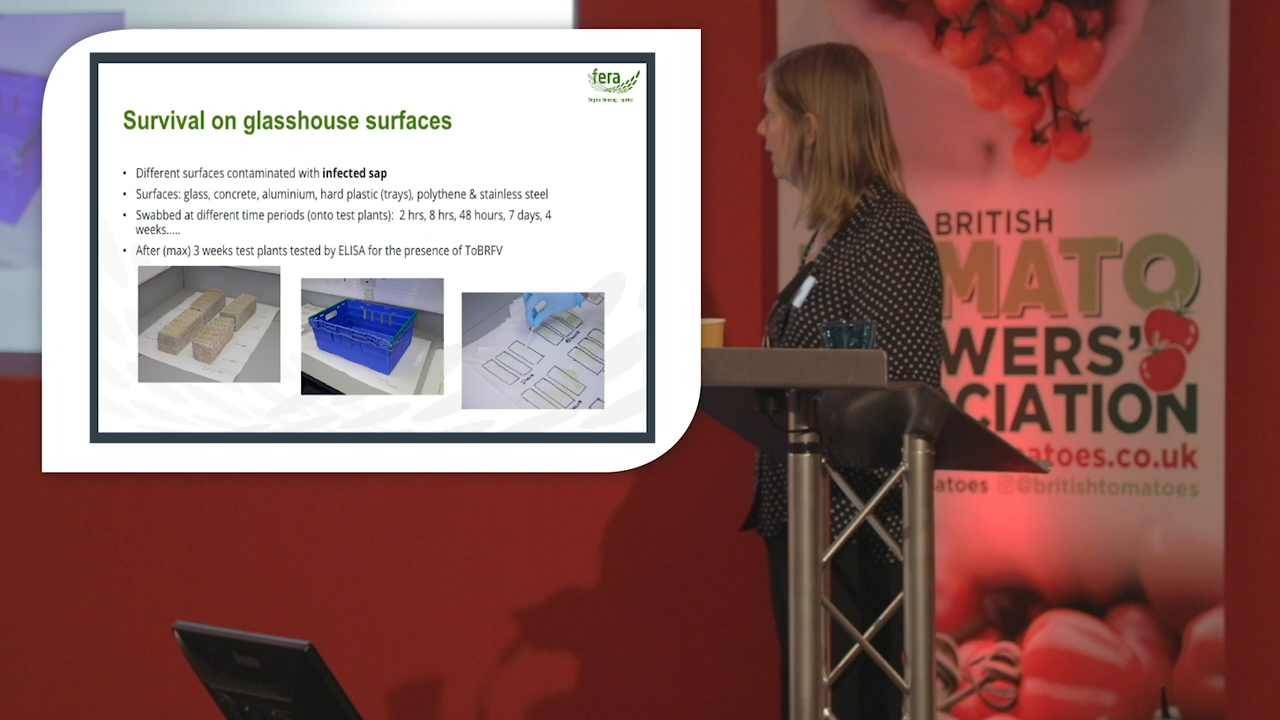 fera
Survival on glasshouse surfaces
• Different surfaces contaminated with infected sap
• Surfaces: glass, concrete, aluminium, hard plastic (trays), polythene & stainless steel
• Swabbed at different time periods (onto test plants): 2 hrs, 8 hrs, 48 hours, 7 days, 4
weeks.....
• After (max) 3 weeks test plants tested by ELISA for the presence of ToBRFV
BRITISH
MATO
WERS'
CIATION
atoes.co.uk
atoes @britishtomatoes